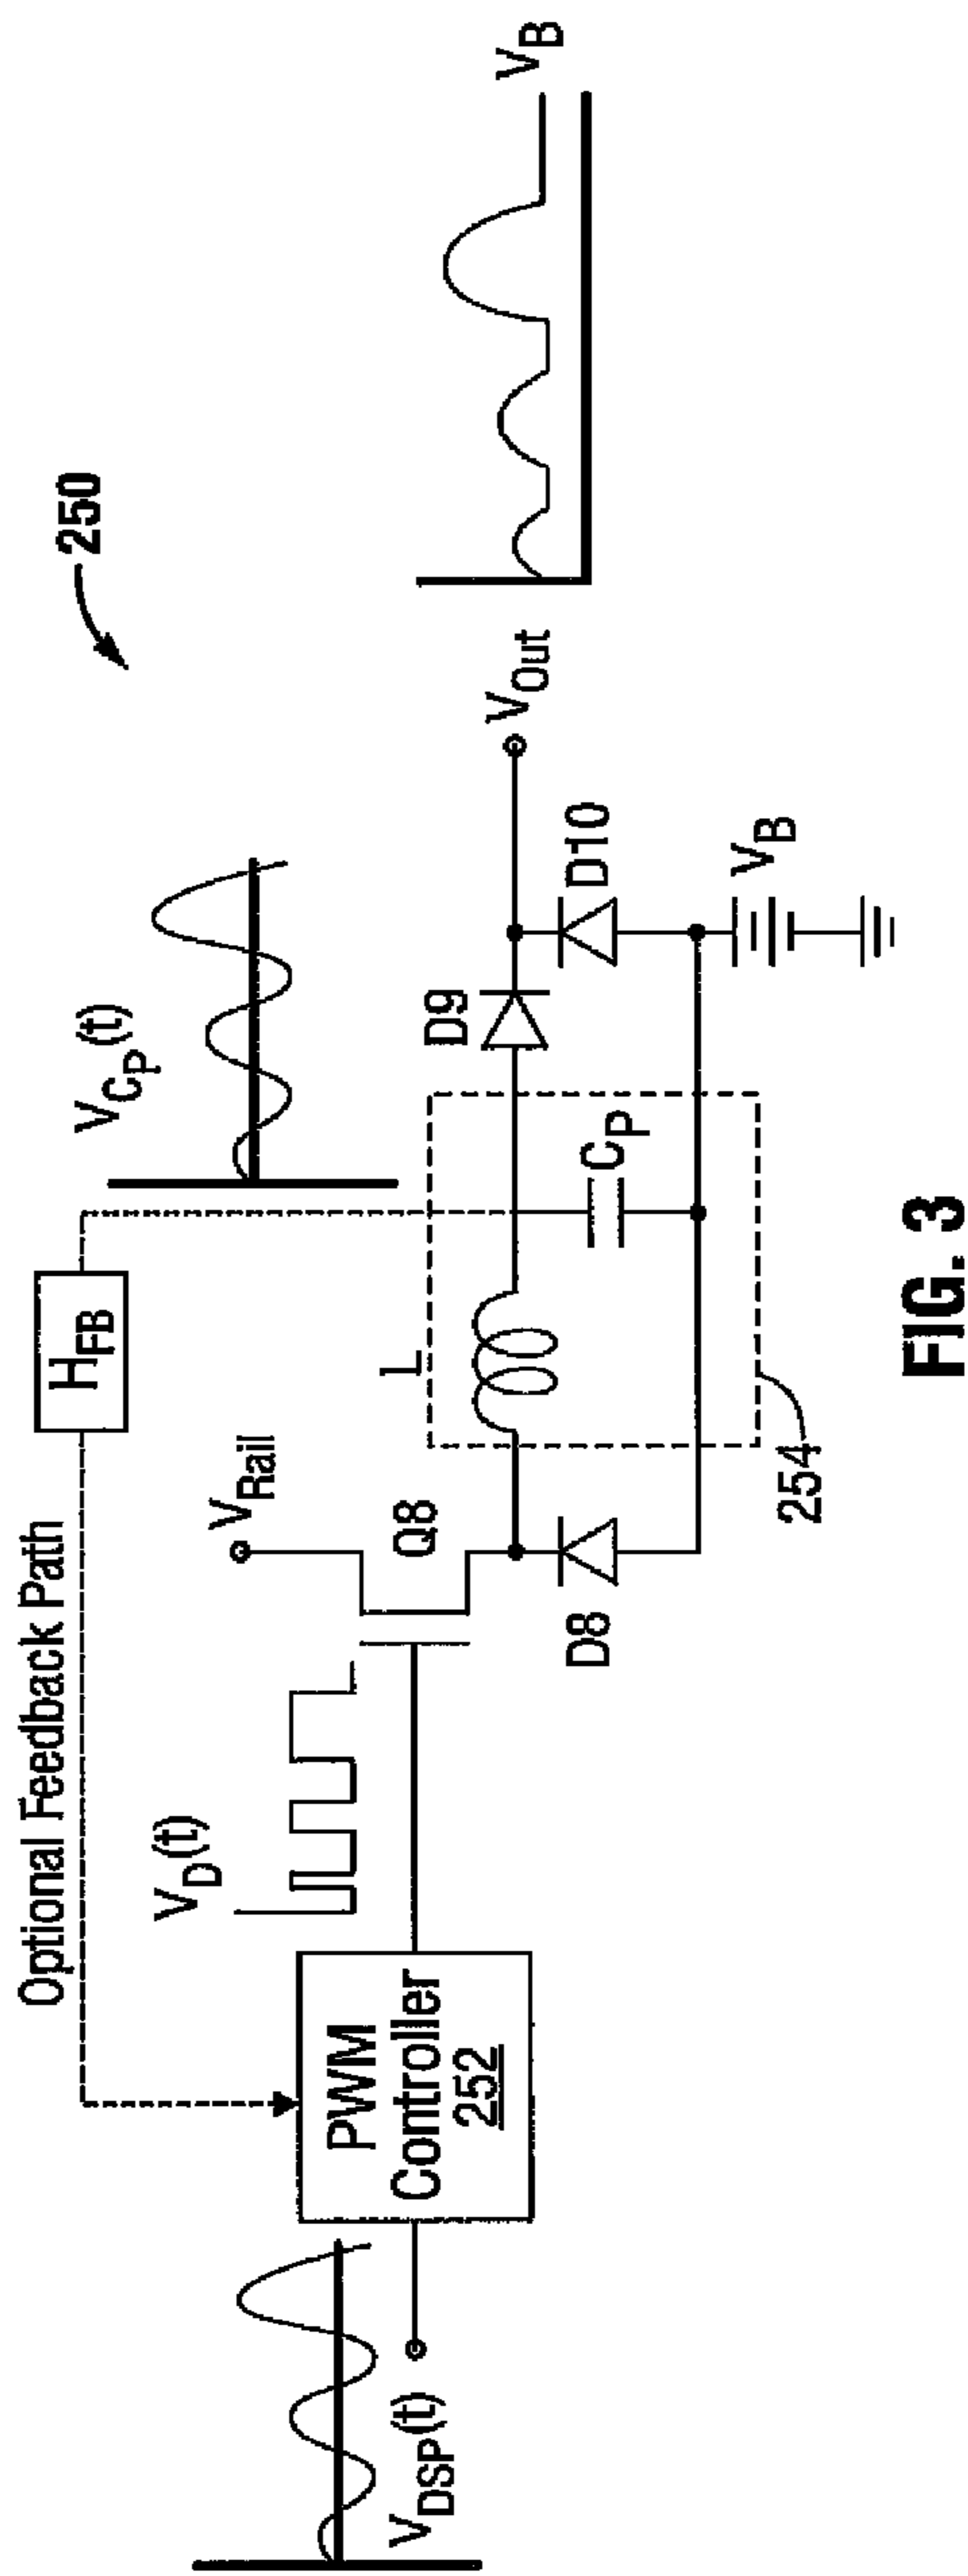 250
Optional Feedback Path
H_FB
V_CP(t)
V_D(t)
V_Rail
Q8
L
D9
V_Out
V_B
V_DSP(t)
PWM
Controller
252
D8
C_P
D10
V_B
254
FIG. 3